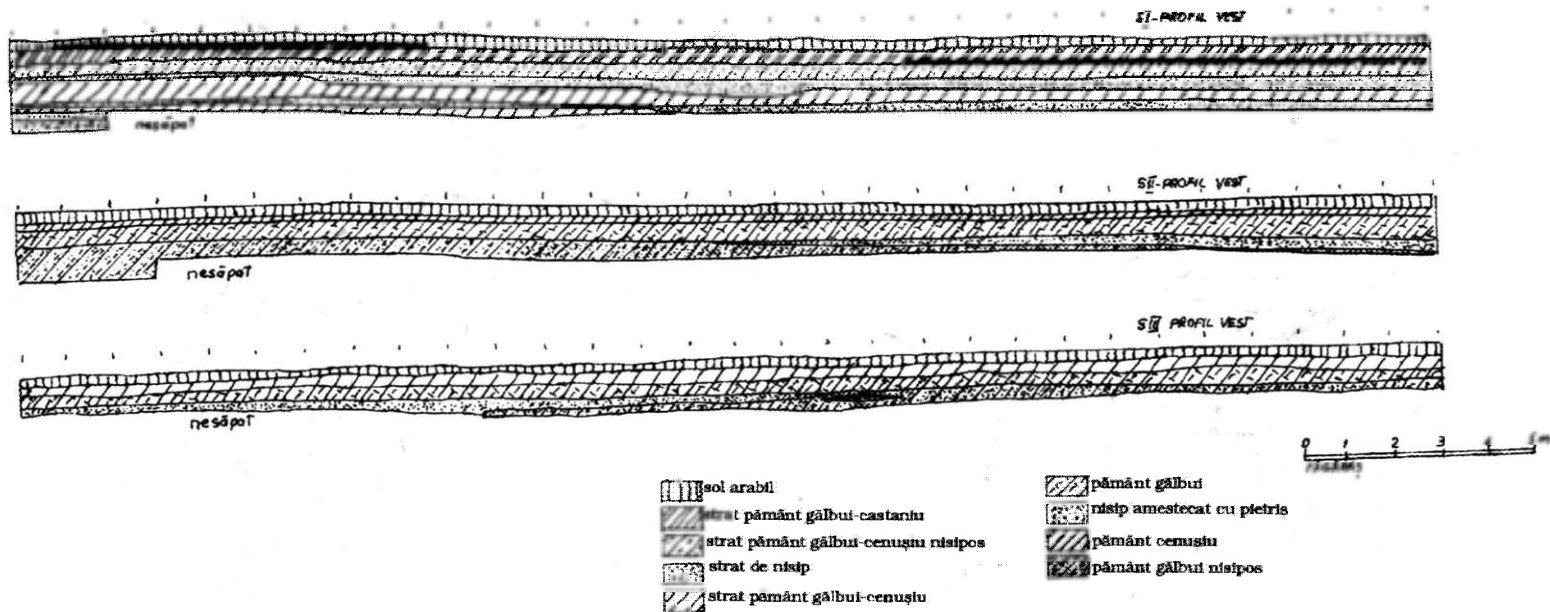 SI-PROFIL VEST
nesăpat
SII-PROFIL VEST
nesăpat
SIII PROFIL VEST
nesăpat
0 1 2 3 4 5m
sol arabil
strat pământ gălbui-castaniu
strat pământ gălbui-cenușiu nisipos
strat de nisip
strat pământ gălbui-cenușiu
pământ gălbui
nisip amestecat cu pietris
pământ cenușiu
pământ gălbui nisipos